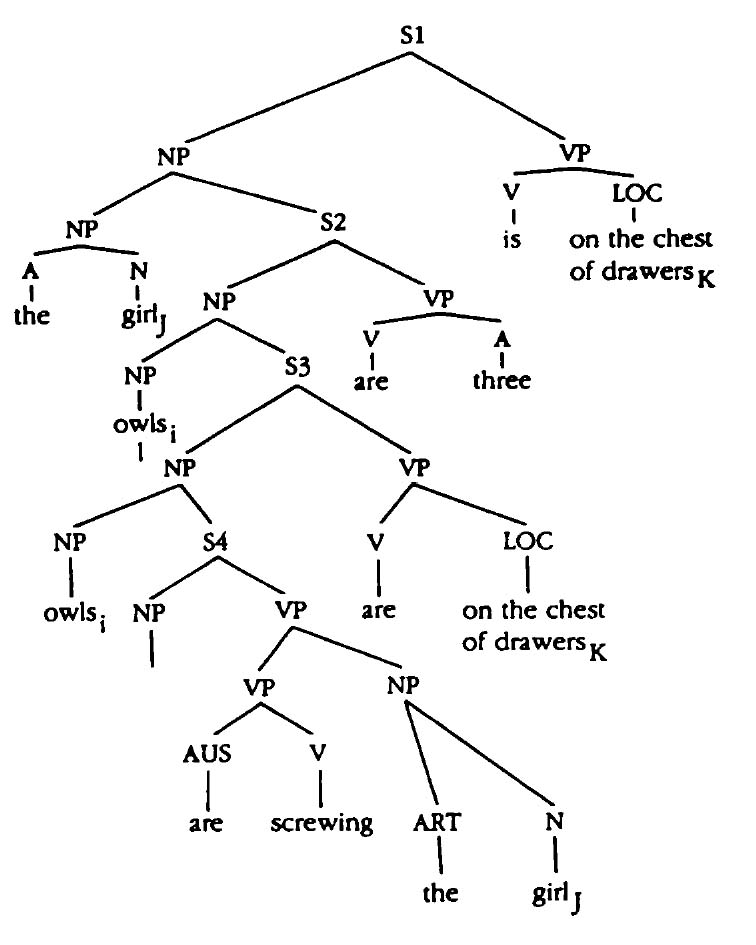 S1
NP VP
V LOC
NP S2
is on the chest
A N
of drawersK
the girlJ
NP VP
V A
NP S3
are three
owlsi
NP VP
NP S4 V LOC
owlsi NP VP are on the chest
of drawersK
VP NP
AUS V
are screwing ART N
the girlJ